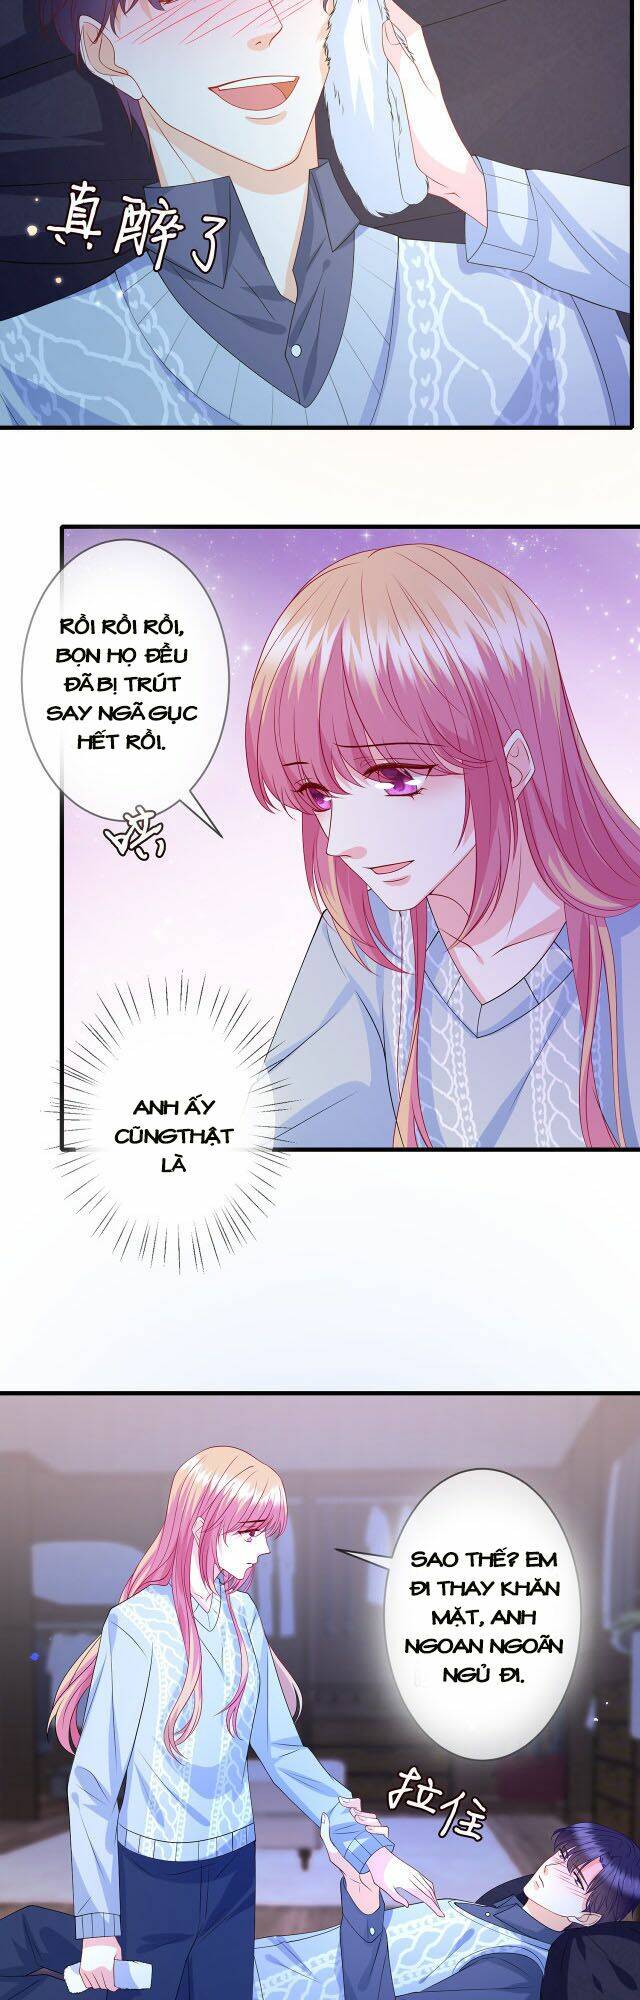 真醉了
RỒI RỒI RỒI,
BỌN HỌ ĐỀU
ĐÃ BỊ TRÚT
SAY NGÃ GỤC
HẾT RỒI.
哄
ANH ẤY
CŨNGTHẬT
LÀ
SAO THẾ? EM
ĐI THAY KHĂN
MẶT, ANH
NGOAN NGOÃN
NGỦ ĐI.
拉住